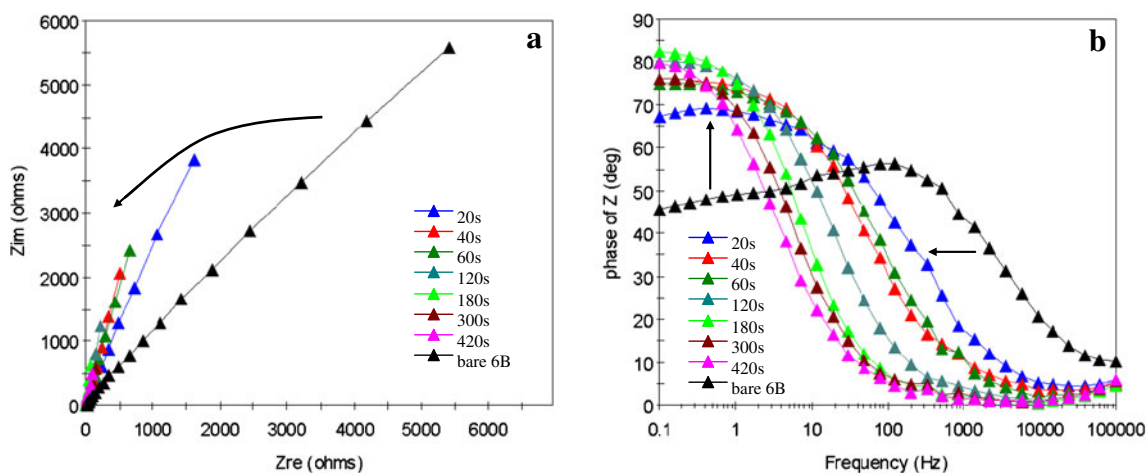 a
6000
5000
4000
3000
2000
1000
0
Zim (ohms)
0 1000 2000 3000 4000 5000 6000
Zre (ohms)
20s
40s
60s
120s
180s
300s
420s
bare 6B
b
90
80
70
60
50
40
30
20
10
0
phase of Z (deg)
0.1 1 10 100 1000 10000 100000
Frequency (Hz)
20s
40s
60s
120s
180s
300s
420s
bare 6B